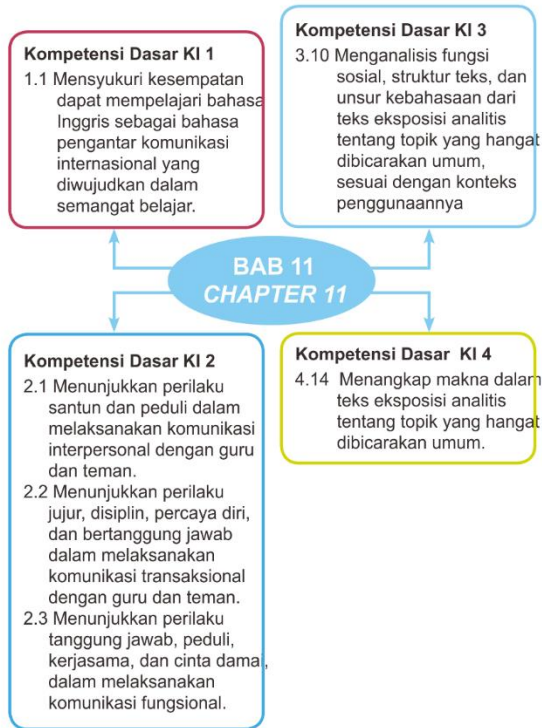 Kompetensi Dasar KI 1
1.1 Mensyukuri kesempatan
dapat mempelajari bahasa
Inggris sebagai bahasa
pengantar komunikasi
internasional yang
diwujudkan dalam
semangat belajar.
Kompetensi Dasar KI 3
3.10 Menganalisis fungsi
sosial, struktur teks, dan
unsur kebahasaan dari
teks eksposisi analitis
tentang topik yang hangat
dibicarakan umum,
sesuai dengan konteks
penggunaannya
BAB 11
CHAPTER 11
Kompetensi Dasar KI 2
2.1 Menunjukkan perilaku
santun dan peduli dalam
melaksanakan komunikasi
interpersonal dengan guru
dan teman.
2.2 Menunjukkan perilaku
jujur, disiplin, percaya diri,
dan bertanggung jawab
dalam melaksanakan
komunikasi transaksional
dengan guru dan teman.
2.3 Menunjukkan perilaku
tanggung jawab, peduli,
kerjasama, dan cinta damai,
dalam melaksanakan
komunikasi fungsional.
Kompetensi Dasar KI 4
4.14 Menangkap makna dalam
teks eksposisi analitis
tentang topik yang hangat
dibicarakan umum.